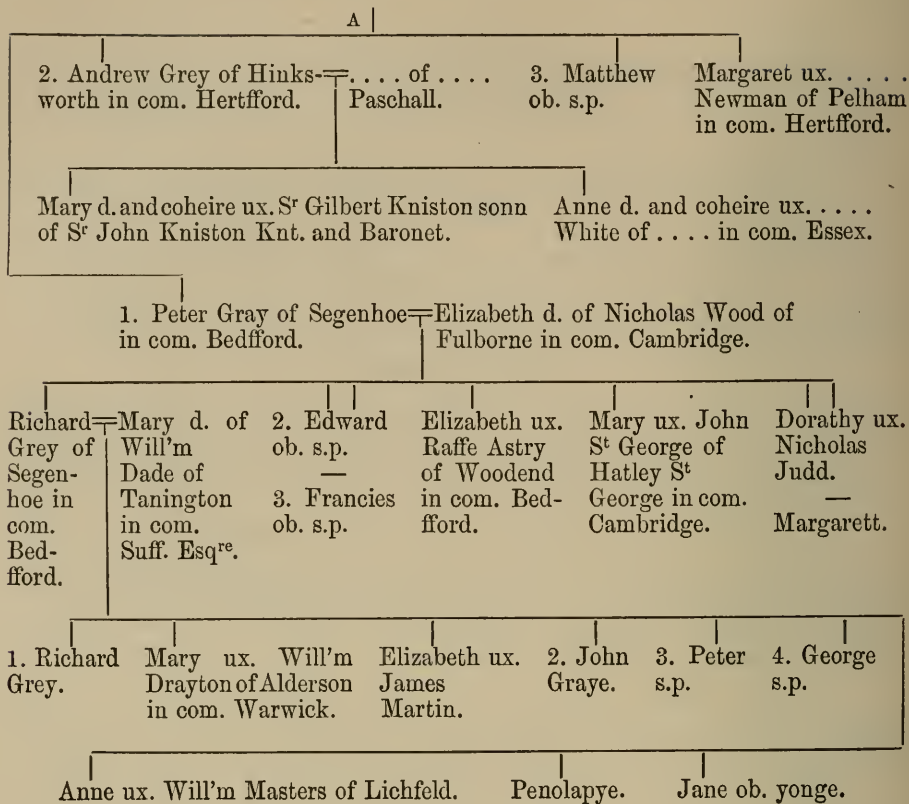 A
2. Andrew Grey of Hinks- . . . . of . . . . 3. Matthew Margaret ux. . . . .
worth in com. Hertfford. Paschall. ob. s.p. Newman of Pelham
in com. Hertfford.
Mary d. and coheire ux. Sr Gilbert Kniston sonn Anne d. and coheire ux. . . . .
of Sr John Kniston Knt. and Baronet. White of . . . . in com. Essex.
1. Peter Gray of Segenhoe Elizabeth d. of Nicholas Wood of
in com. Bedfford. Fulborne in com. Cambridge.
Richard Mary d. of 2. Edward Elizabeth ux. Mary ux. John Dorathy ux.
Grey of Will'm ob. s.p. Raffe Astry St George of Nicholas
Segen- Dade of — of Woodend Hatley St Judd.
hoe in Tanington 3. Francies in com. Bed- George in com. —
com. in com. ob. s.p. fford. Cambridge. Margarett.
Bed- Suff. Esqre.
fford.
1. Richard Mary ux. Will'm Elizabeth ux. 2. John 3. Peter 4. George
Grey. Drayton of Alderson James Graye. s.p. s.p.
in com. Warwick. Martin.
Anne ux. Will'm Masters of Lichfeld. Penolapye. Jane ob. yonge.